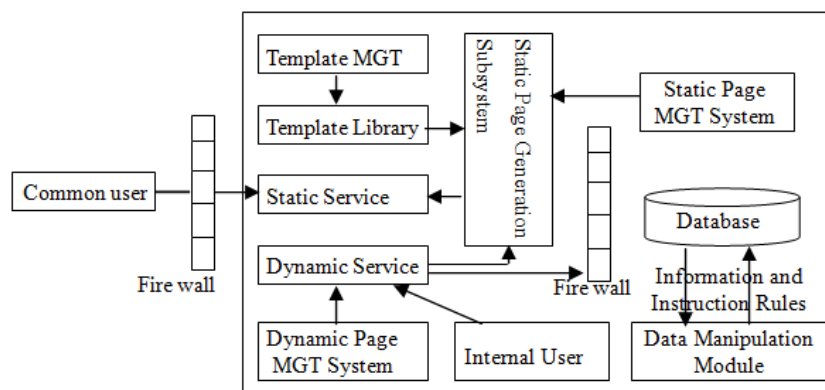 Template MGT
Template Library
Static Page Generation
Subsystem
Static Page
MGT System
Common user
Static Service
Dynamic Service
Fire wall
Fire wall
Database
Information and
Instruction Rules
Dynamic Page
MGT System
Internal User
Data Manipulation
Module